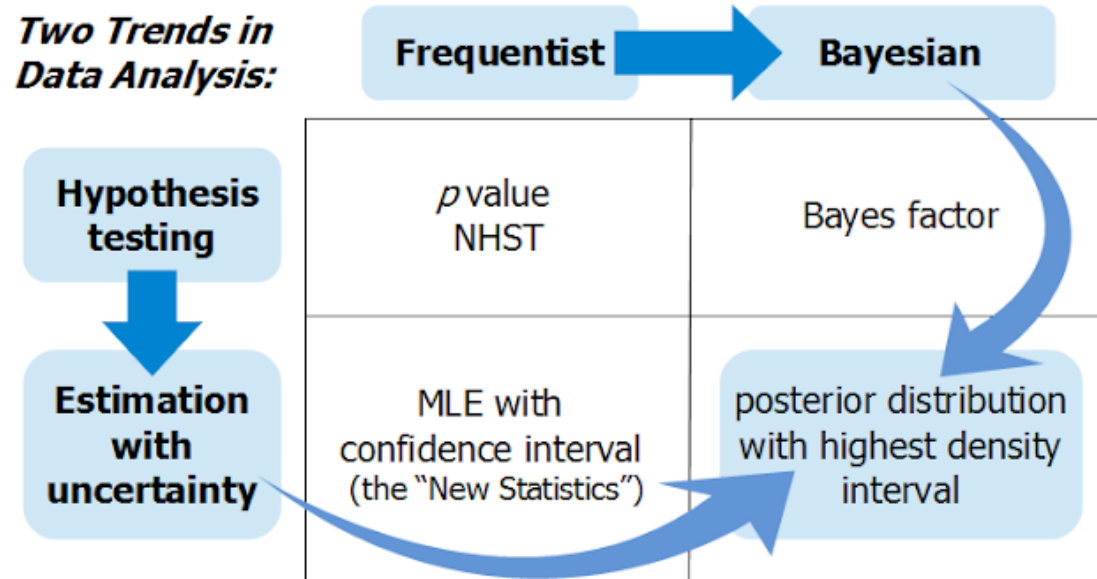 Two Trends in
Data Analysis:
Frequentist
Bayesian
Hypothesis
testing
p value
NHST
Bayes factor
Estimation
with
uncertainty
MLE with
confidence interval
(the “New Statistics”)
posterior distribution
with highest density
interval